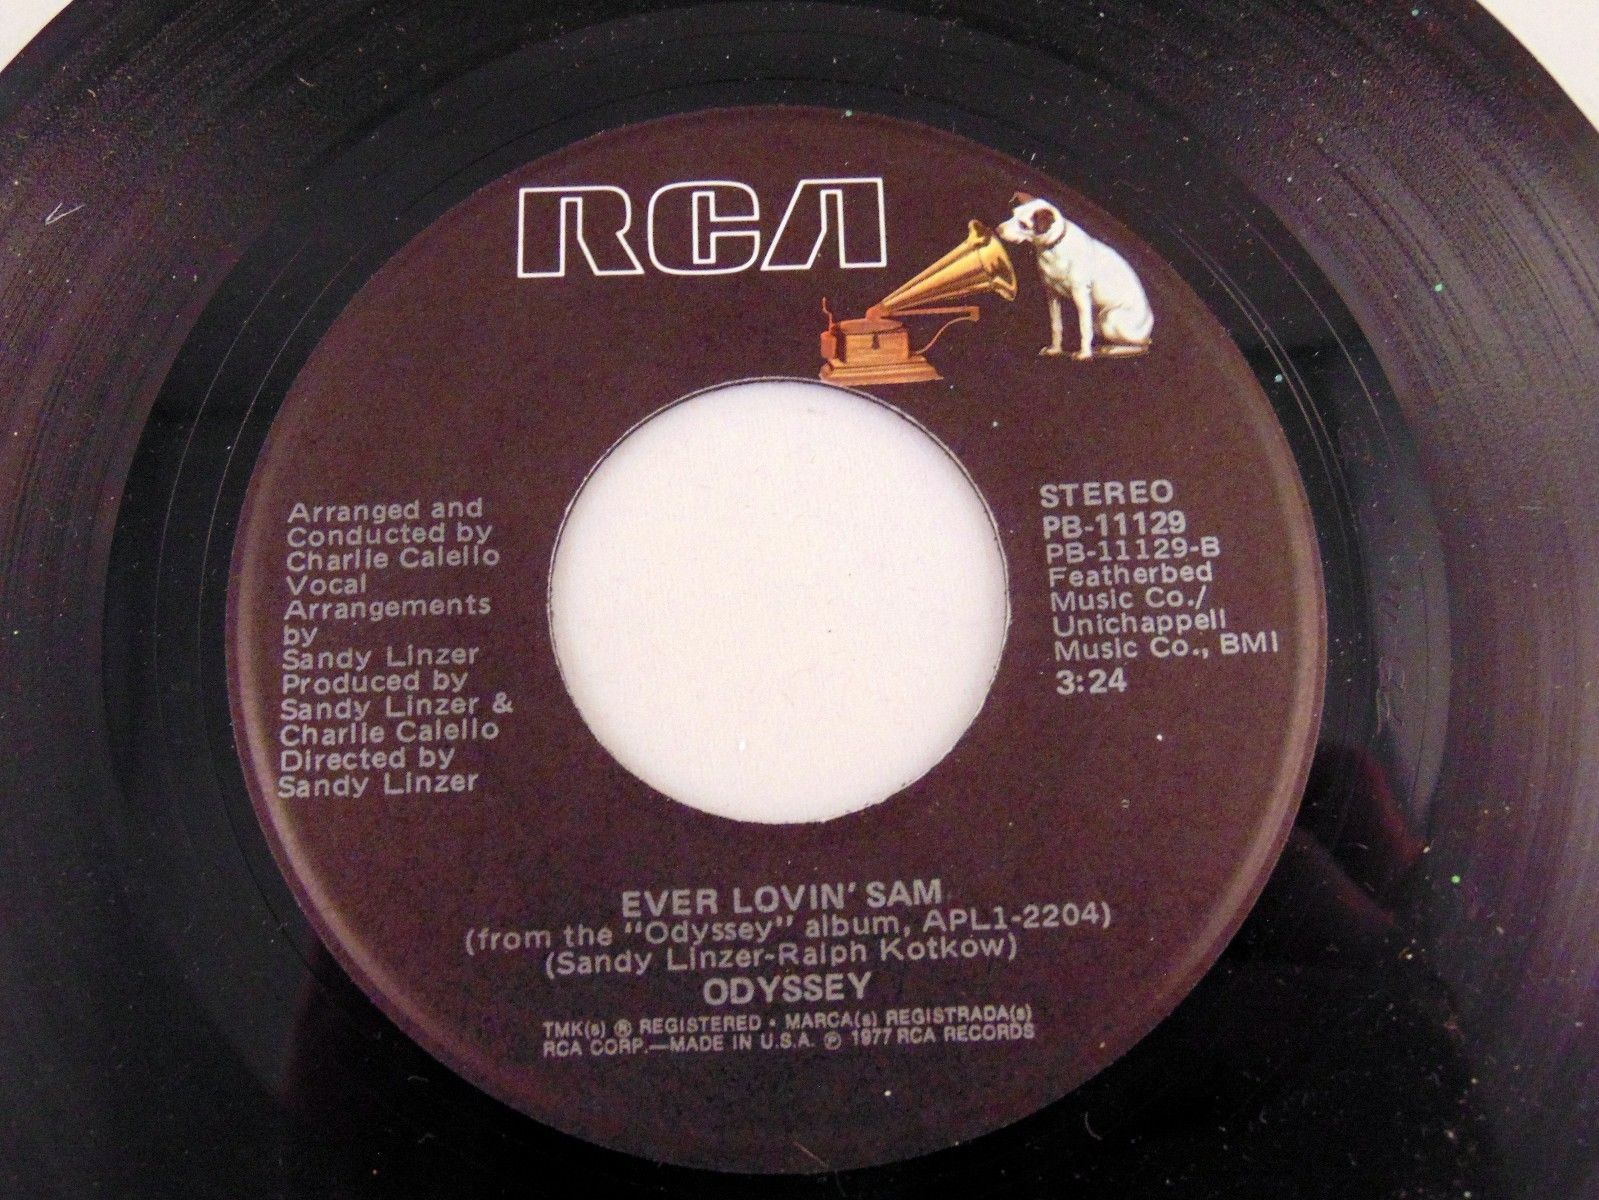 RCA
Arranged and
Conducted by
Charlie Calello
Vocal
Arrangements
by
Sandy Linzer
Produced by
Sandy Linzer &
Charlie Calello
Directed by
Sandy Linzer
STEREO
PB-11129
PB-11129-B
Featherbed
Music Co./
Unichappell
Music Co., BMI
3:24
EVER LOVIN' SAM
(from the "Odyssey" album, APL1-2204)
(Sandy Linzer-Ralph Kotkow)
ODYSSEY
TMK(s) ® REGISTERED • MARCA(s) REGISTRADA(s)
RCA CORP.—MADE IN U.S.A. ℗ 1977 RCA RECORDS